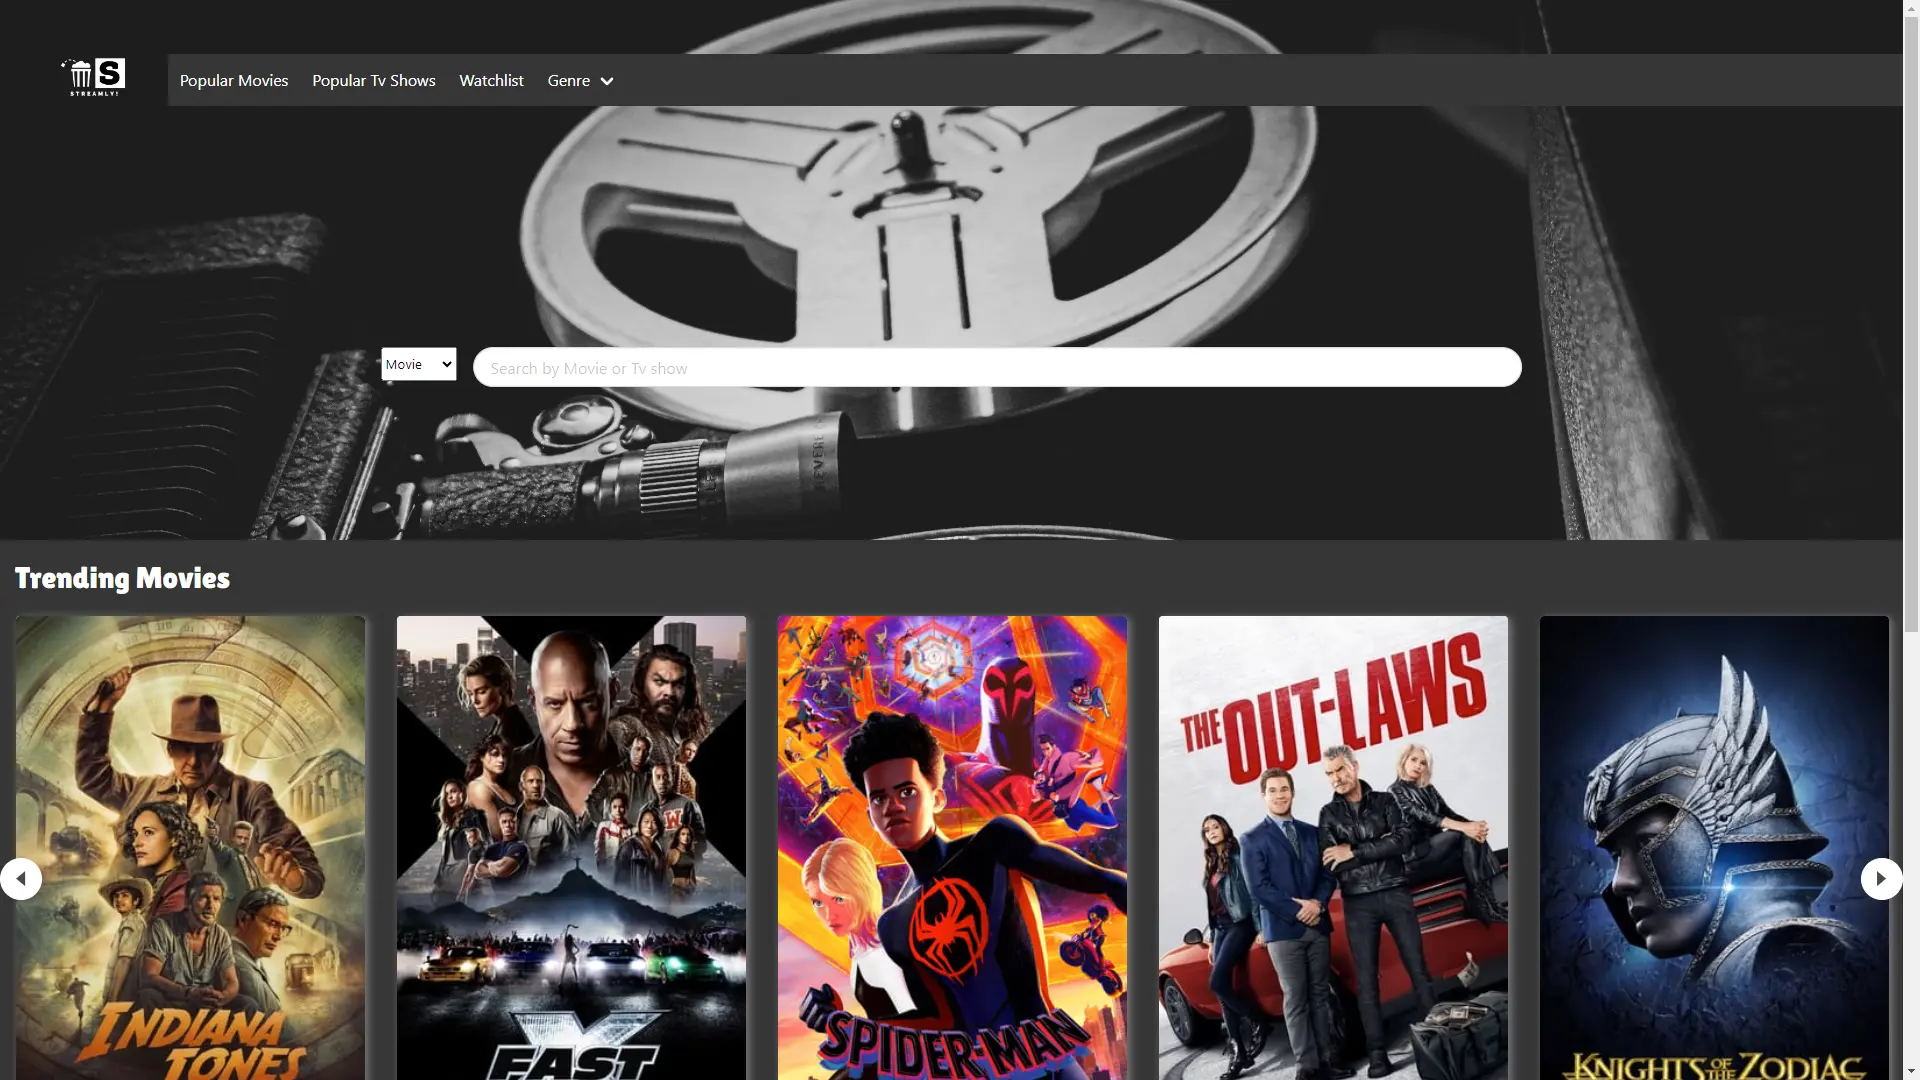 S
STREAMLY!
Popular Movies
Popular Tv Shows
Watchlist
Genre
Movie
Search by Movie or Tv show
REVERE
Trending Movies
INDIANA
JONES
FAST
SPIDER-MAN
THE OUT-LAWS
KNIGHTS OF THE ZODIAC